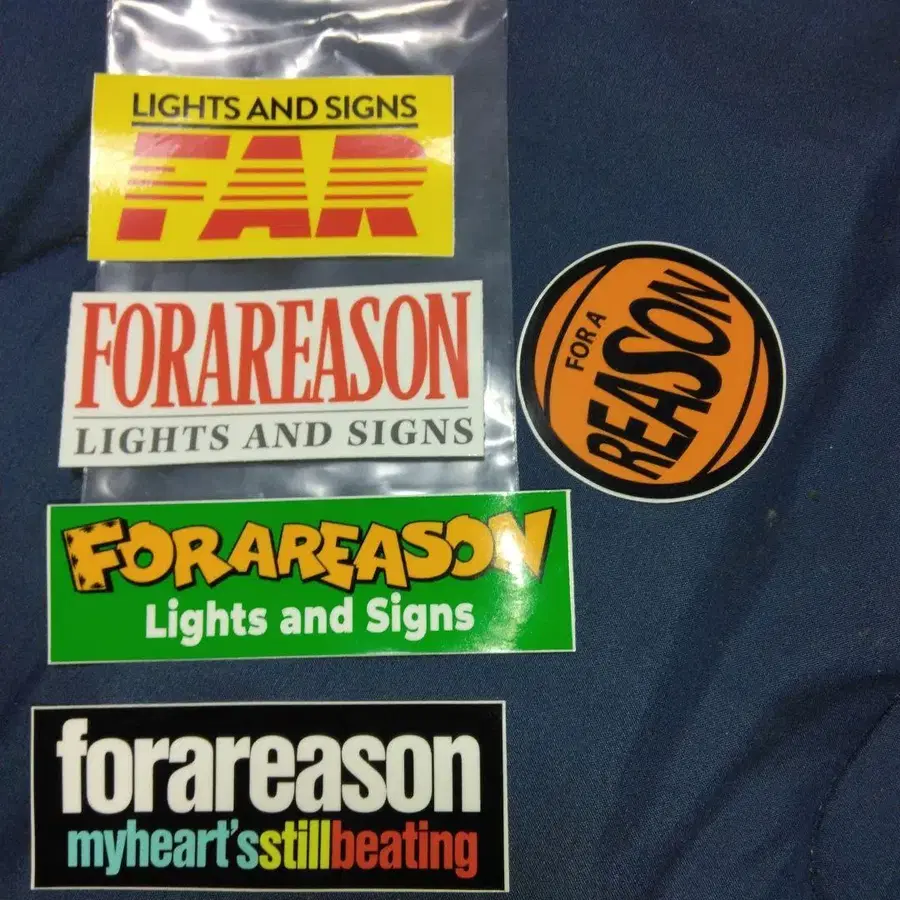 LIGHTS AND SIGNS
FAR
FORAREASON
LIGHTS AND SIGNS
FOR A
REASON
FORAREASON
Lights and Signs
forareason
myheart'sstillbeating